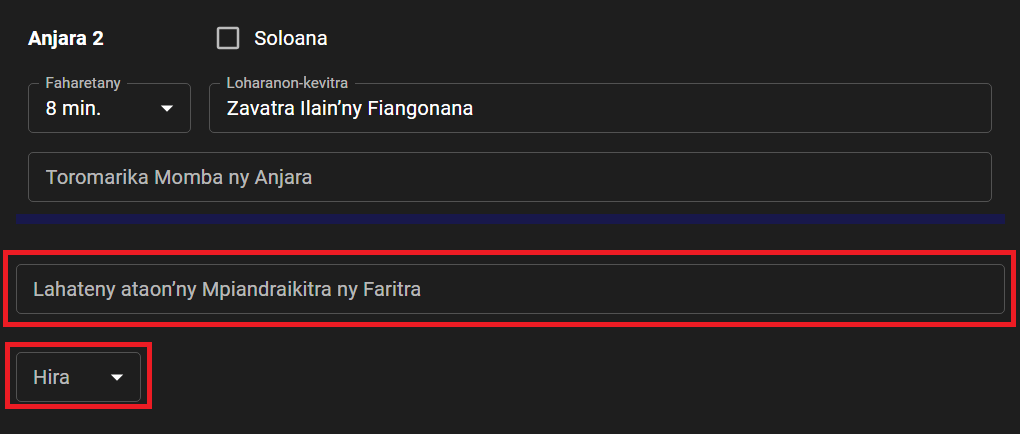 Anjara 2 Soloana
Faharetany Loharanon-kevitra
8 min. Zavatra Ilain’ny Fiangonana
Toromarika Momba ny Anjara
Lahateny ataon’ny Mpiandraikitra ny Faritra
Hira